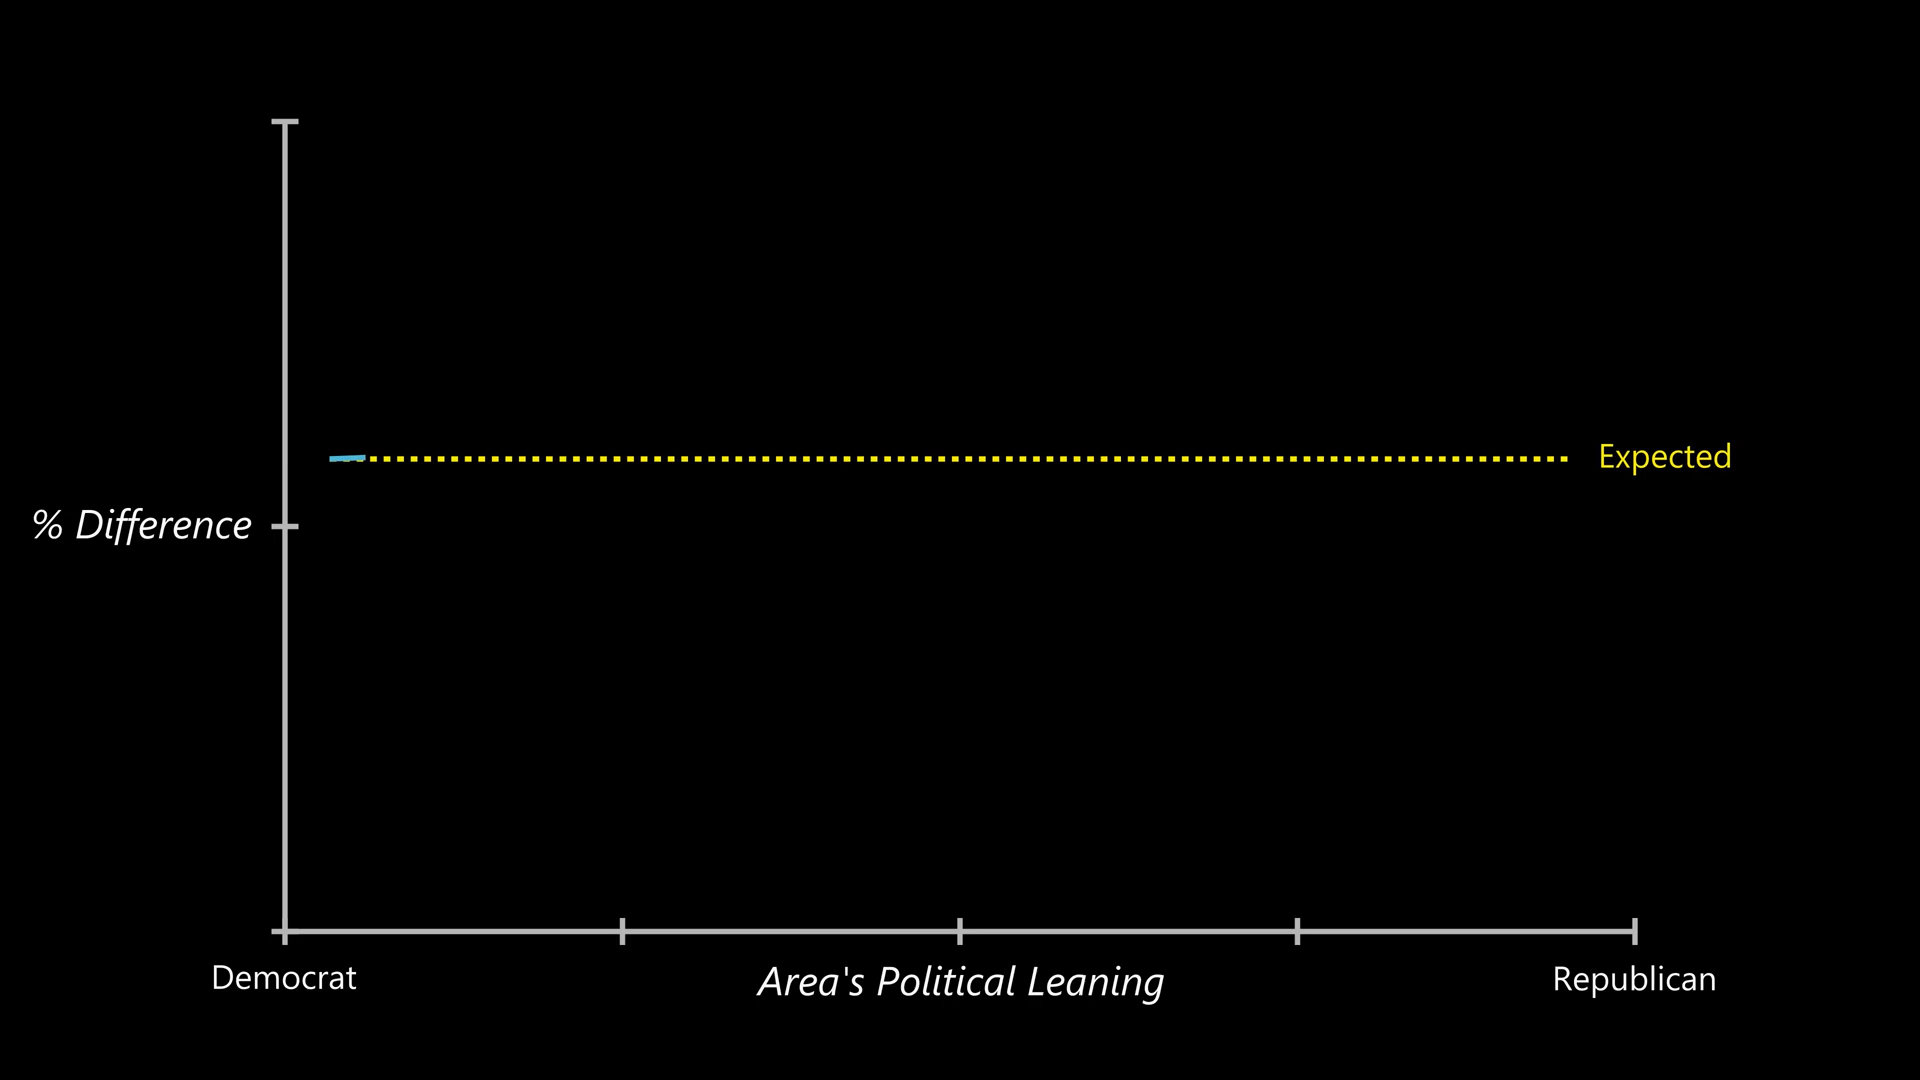 Expected
% Difference
Democrat
Area's Political Leaning
Republican